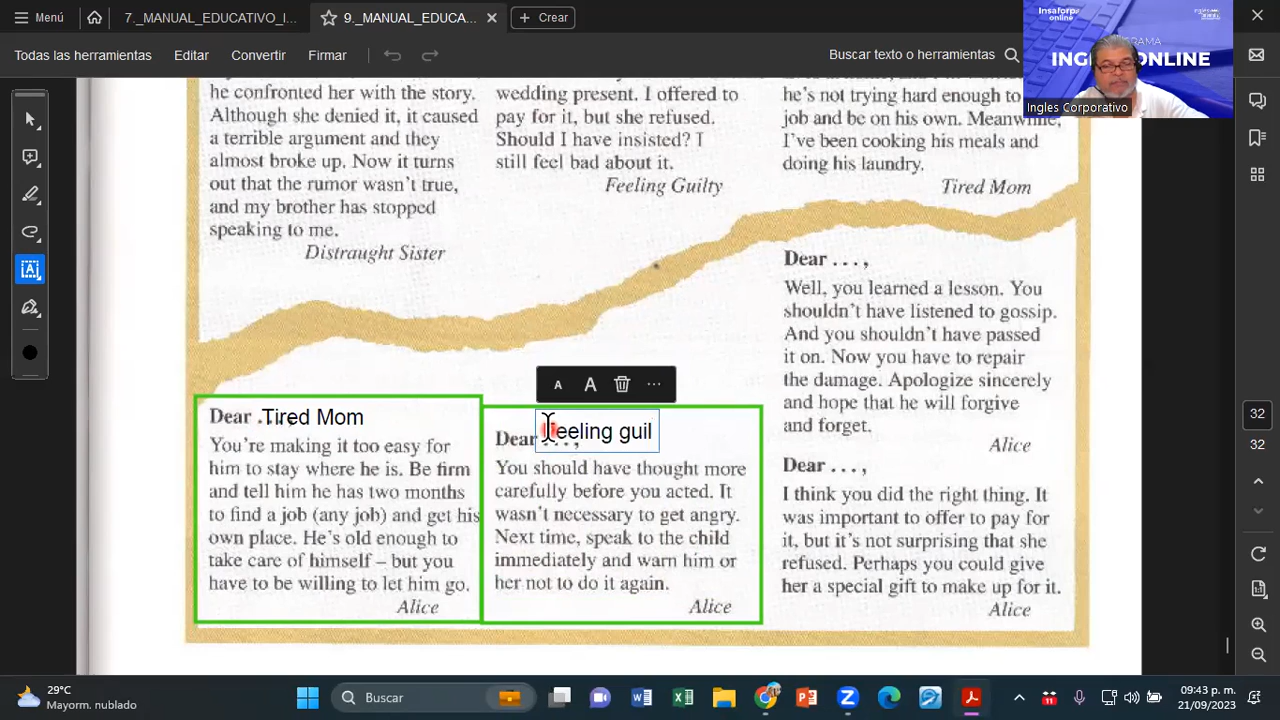 Menú
7._MANUAL_EDUCATIVO_I...
9._MANUAL_EDUCA...
Crear
Todas las herramientas
Editar
Convertir
Firmar
Buscar texto o herramientas
Insaforp
online
INGLES ONLINE
Ingles Corporativo
he confronted her with the story.
Although she denied it, it caused
a terrible argument and they
almost broke up. Now it turns
out that the rumor wasn't true,
and my brother has stopped
speaking to me.
Distraught Sister
wedding present. I offered to
pay for it, but she refused.
Should I have insisted? I
still feel bad about it.
Feeling Guilty
he's not trying hard enough to
job and be on his own. Meanwhile,
I've been cooking his meals and
doing his laundry.
Tired Mom
Dear . . . ,
Well, you learned a lesson. You
shouldn't have listened to gossip.
And you shouldn't have passed
it on. Now you have to repair
the damage. Apologize sincerely
and hope that he will forgive
and forget.
Alice
Dear . . . ,
I think you did the right thing. It
was important to offer to pay for
it, but it's not surprising that she
refused. Perhaps you could give
her a special gift to make up for it.
Alice
Dear . . . , Tired Mom
You're making it too easy for
him to stay where he is. Be firm
and tell him he has two months
to find a job (any job) and get his
own place. He's old enough to
take care of himself – but you
have to be willing to let him go.
Alice
A A ...
feeling guil
Dear . . . ,
You should have thought more
carefully before you acted. It
wasn't necessary to get angry.
Next time, speak to the child
immediately and warn him or
her not to do it again.
Alice
32
32
29°C
Mayorm. nublado
Buscar
11
09:43 p. m.
21/09/2023